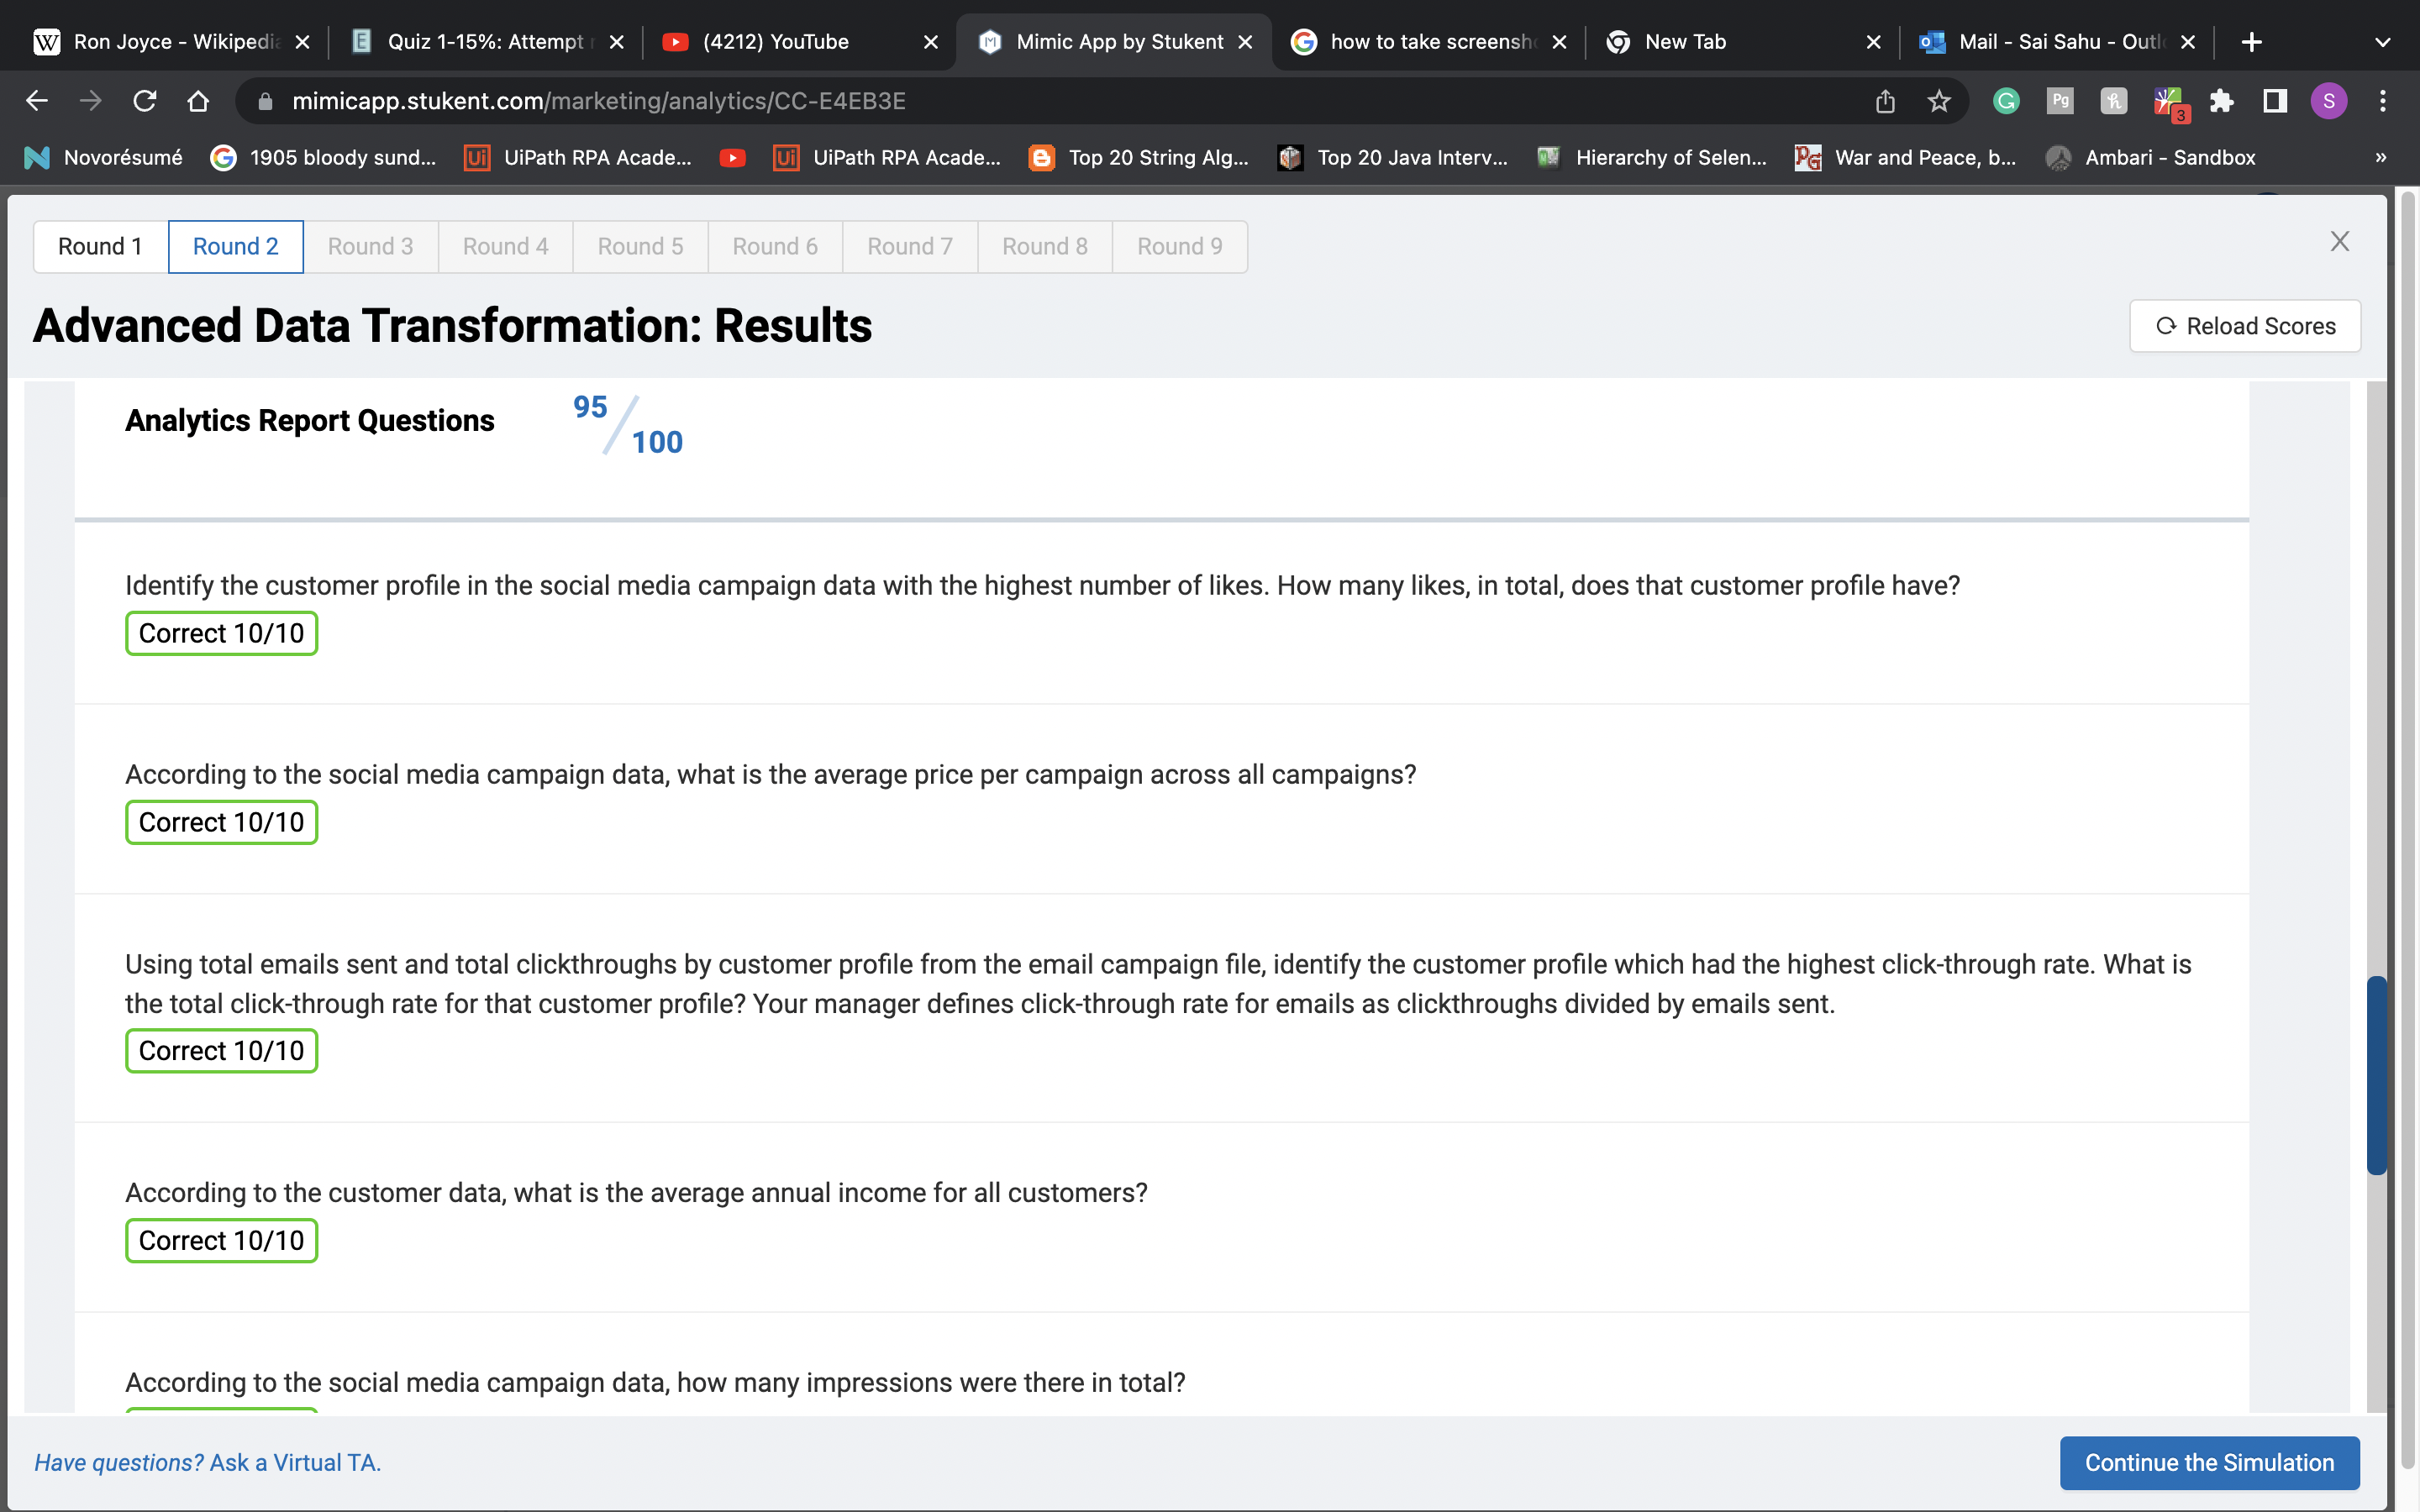 Ron Joyce - Wikipedia
Quiz 1-15%: Attempt r
(4212) YouTube
Mimic App by Stukent
how to take screensho
New Tab
Mail - Sai Sahu - Outlo
mimicapp.stukent.com/marketing/analytics/CC-E4EB3E
Pg
3
S
Novorésumé
1905 bloody sund...
UiPath RPA Acade...
UiPath RPA Acade...
Top 20 String Alg...
Top 20 Java Interv...
Hierarchy of Selen...
War and Peace, b...
Ambari - Sandbox
Round 1
Round 2
Round 3
Round 4
Round 5
Round 6
Round 7
Round 8
Round 9
X
Advanced Data Transformation: Results
Reload Scores
Analytics Report Questions
95/100
Identify the customer profile in the social media campaign data with the highest number of likes. How many likes, in total, does that customer profile have?
Correct 10/10
According to the social media campaign data, what is the average price per campaign across all campaigns?
Correct 10/10
Using total emails sent and total clickthroughs by customer profile from the email campaign file, identify the customer profile which had the highest click-through rate. What is
the total click-through rate for that customer profile? Your manager defines click-through rate for emails as clickthroughs divided by emails sent.
Correct 10/10
According to the customer data, what is the average annual income for all customers?
Correct 10/10
According to the social media campaign data, how many impressions were there in total?
Have questions? Ask a Virtual TA.
Continue the Simulation